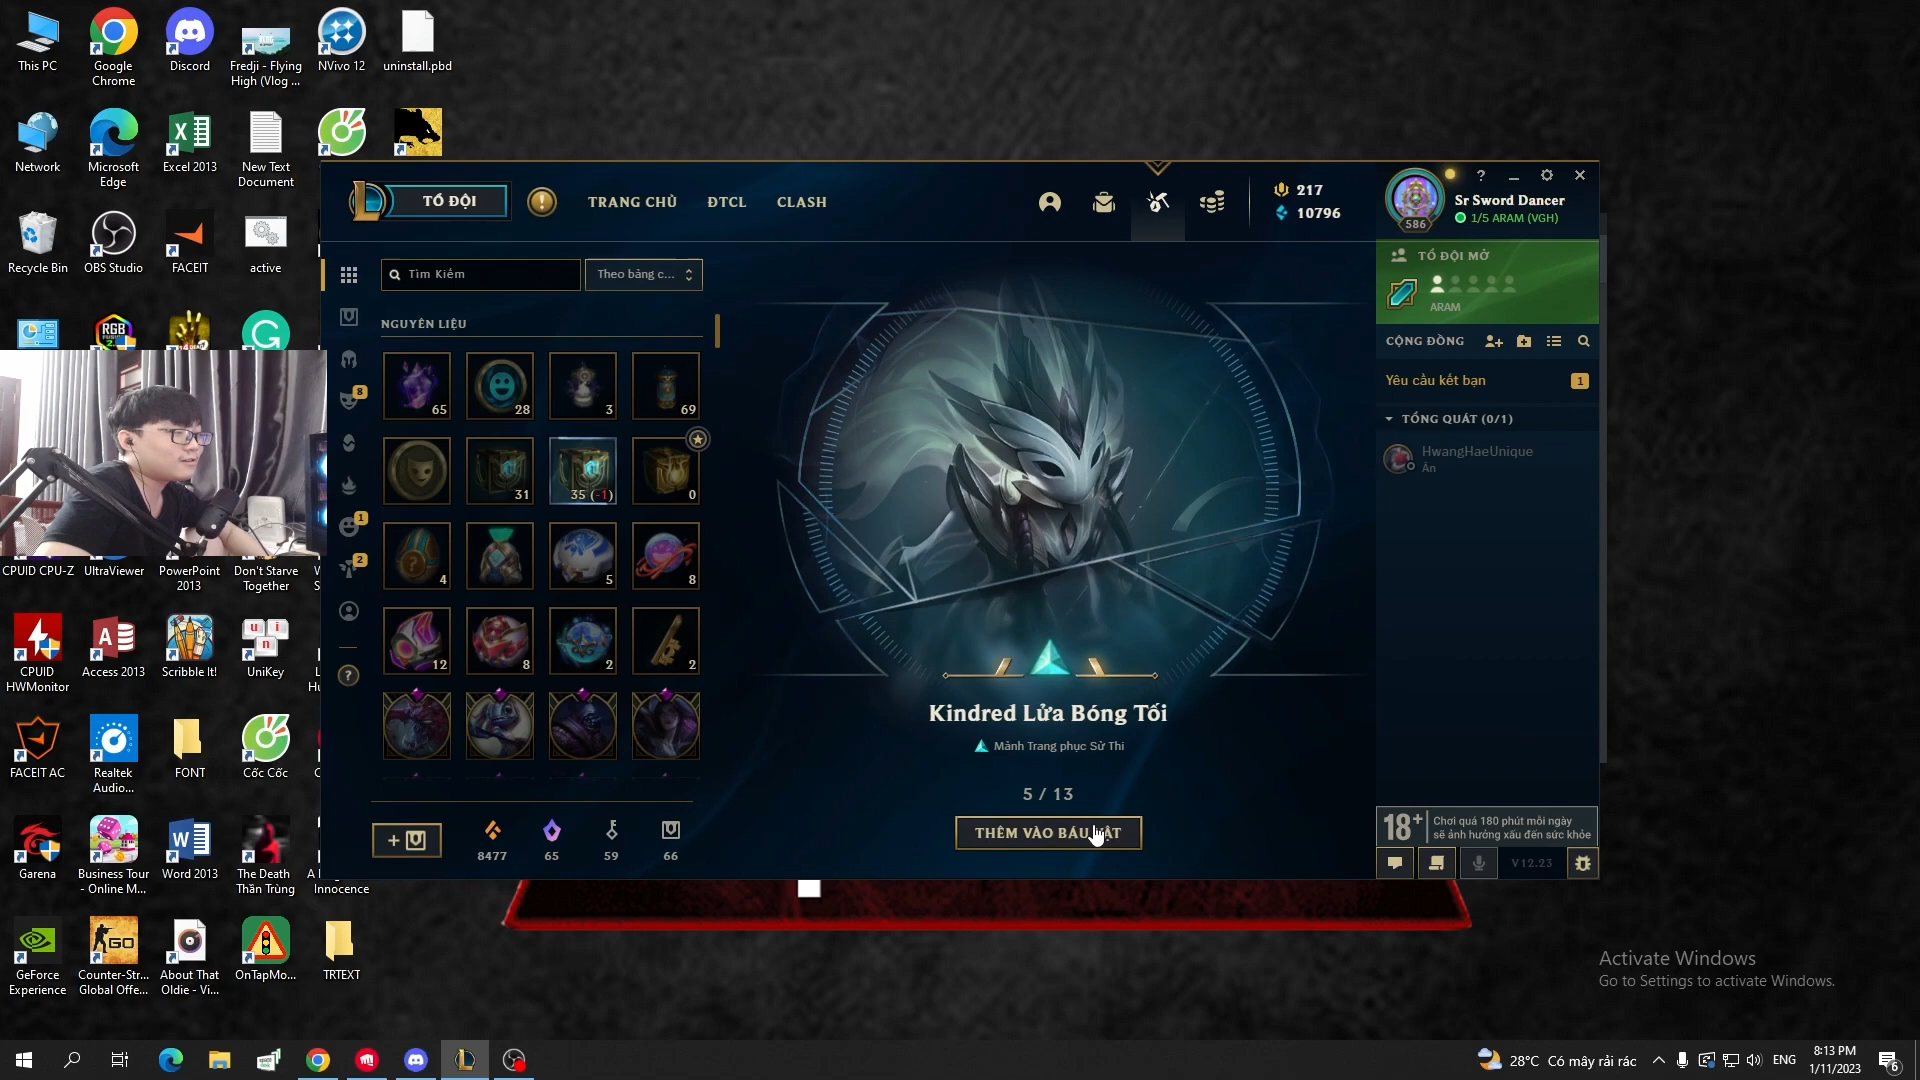 This PC
Google
Chrome
Discord
Fredji - Flying
High (Vlog ...
NVivo 12
uninstall.pbd
Network
Microsoft
Edge
Excel 2013
New Text
Document
Recycle Bin
OBS Studio
FACEIT
active
CPUID CPU-Z
UltraViewer
PowerPoint
2013
Don't Starve
Together
CPUID
HWMonitor
Access 2013
Scribble It!
UniKey
FACEIT AC
Realtek
Audio...
FONT
Cốc Cốc
Garena
Business Tour
- Online M...
Word 2013
The Death
Thần Trùng
Innocence
GeForce
Experience
Counter-Str...
Global Offe...
About That
Oldie - Vi...
OnTapMo...
TRTEXT
TỔ ĐỘI
TRANG CHỦ
ĐTCL
CLASH
217
10796
586
Sr Sword Dancer
1/5 ARAM (VGH)
Tìm Kiếm
Theo bảng c...
NGUYÊN LIỆU
65
28
3
69
31
35 (-1)
0
4
5
8
12
8
2
2
8
1
2
?
8477
65
59
66
Kindred Lửa Bóng Tối
Mảnh Trang phục Sử Thi
5 / 13
THÊM VÀO BÁU VẬT
TỔ ĐỘI MỞ
ARAM
CỘNG ĐỒNG
Yêu cầu kết bạn
1
TỔNG QUÁT (0/1)
HwangHaeUnique
Ẩn
18+
Chơi quá 180 phút mỗi ngày
sẽ ảnh hưởng xấu đến sức khỏe
V12.23
Activate Windows
Go to Settings to activate Windows.
28°C Có mây rải rác
ENG
8:13 PM
1/11/2023
6